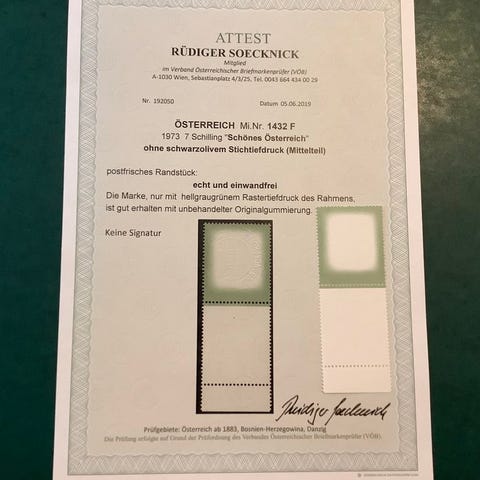 ATTEST
RÜDIGER SOECKNICK
Mitglied
im Verband Österreichischer Briefmarkenprüfer (VÖB)
A-1030 Wien, Sebastianplatz 4/3/25, Tel. 0043 664 434 00 29
Nr. 192050 Datum 05.06.2019
ÖSTERREICH Mi.Nr. 1432 F
1973 7 Schilling "Schönes Österreich"
ohne schwarzolivem Stichtiefdruck (Mittelteil)
postfrisches Randstück:
echt und einwandfrei
Die Marke, nur mit hellgraugrünem Rastertiefdruck des Rahmens,
ist gut erhalten mit unbehandelter Originalgummierung.
Keine Signatur
Rüdiger Soecknick
Prüfgebiete: Österreich ab 1883, Bosnien-Herzegowina, Danzig
Die Prüfung erfolgte auf Grund der Prüfordnung des Verbandes Österreichischer Briefmarkenprüfer (VÖB).